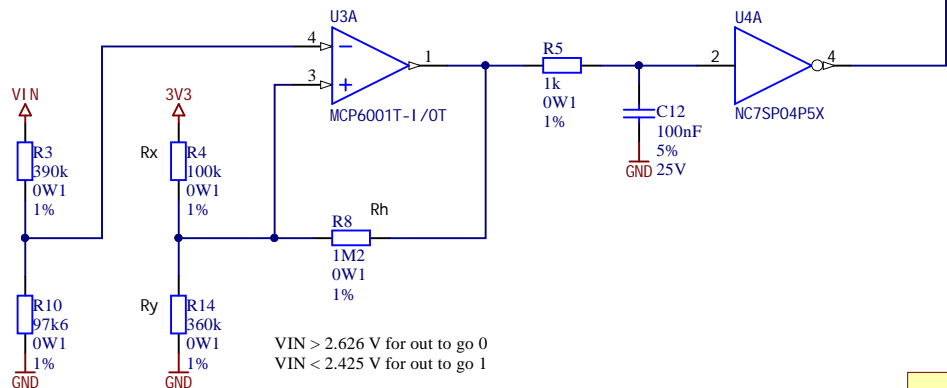 U3A
4
3
1
MCP6001T-I/OT
R5
1k
0W1
1%
C12
100nF
5%
25V
GND
U4A
2
4
NC7SP04P5X
VIN
R3
390k
0W1
1%
3V3
Rx
R4
100k
0W1
1%
R8
Rh
1M2
0W1
1%
R10
97k6
0W1
1%
GND
Ry
R14
360k
0W1
1%
GND
VIN > 2.626 V for out to go 0
VIN < 2.425 V for out to go 1